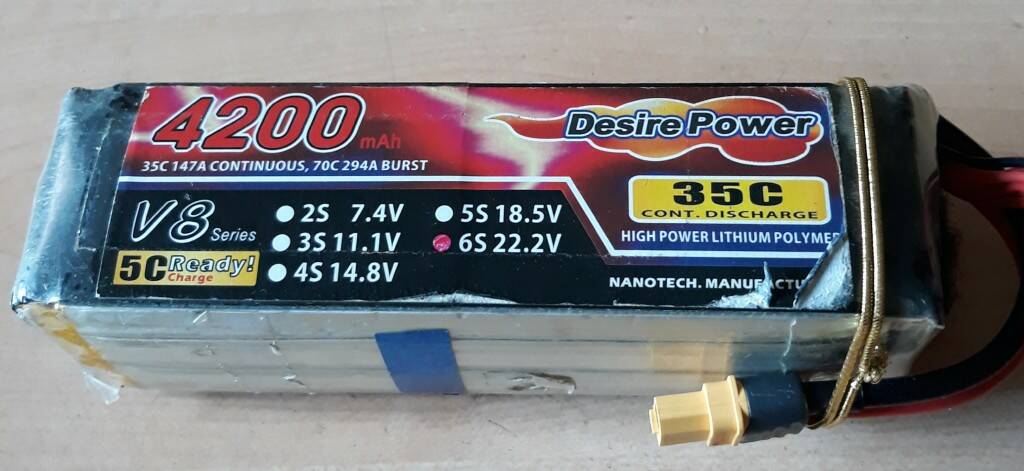 4200 mAh
35C 147A CONTINUOUS, 70C 294A BURST
Desire Power
35C
CONT. DISCHARGE
HIGH POWER LITHIUM POLYMER
NANOTECH.
V8 Series
5C Ready!
Charge
2S 7.4V
3S 11.1V
4S 14.8V
5S 18.5V
6S 22.2V